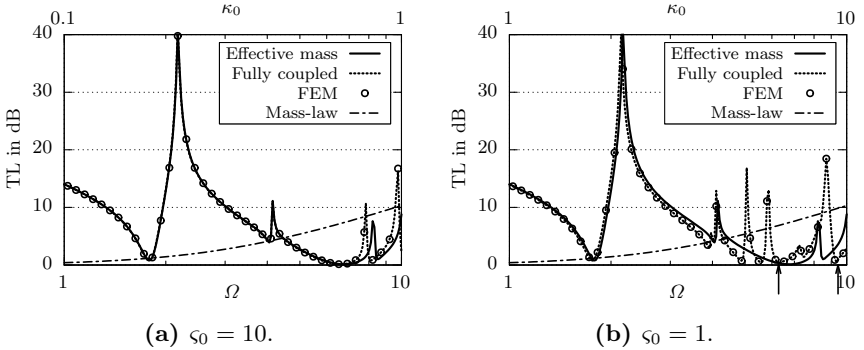 κ₀
0.1 1
40
30
20
10
0
TL in dB
Effective mass
Fully coupled
FEM
Mass-law
1 10
Ω
(a) ς₀ = 10.
κ₀
1 10
40
30
20
10
0
TL in dB
Effective mass
Fully coupled
FEM
Mass-law
1 10
Ω
(b) ς₀ = 1.